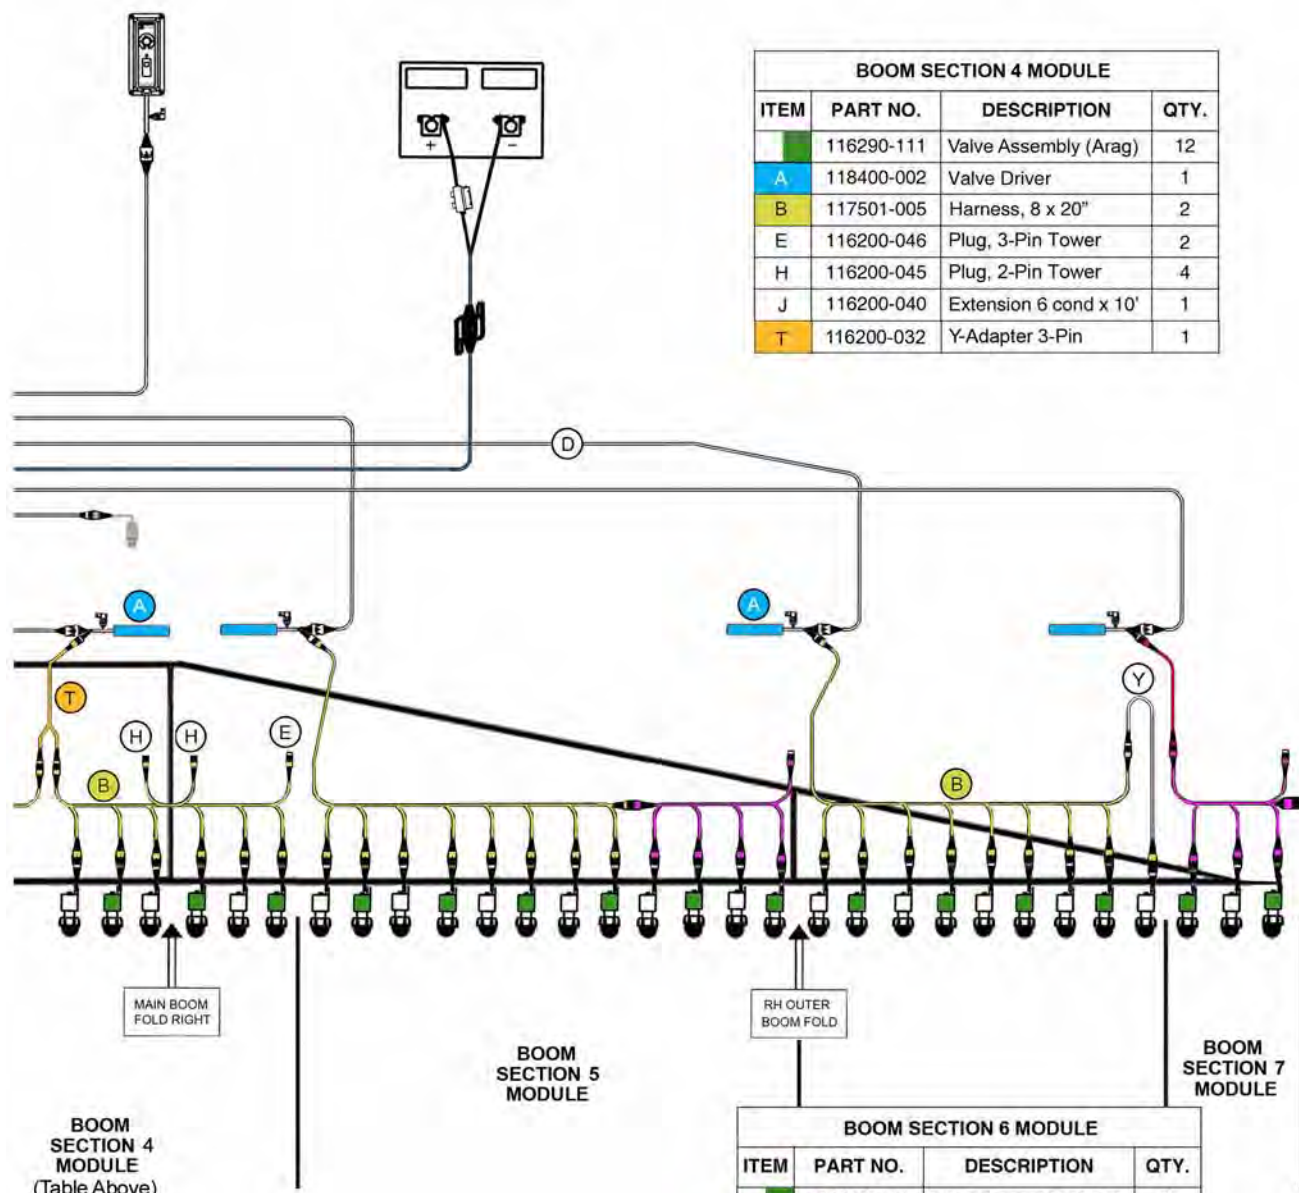 BOOM SECTION 4 MODULE
ITEM PART NO. DESCRIPTION QTY.
116290-111 Valve Assembly (Arag) 12
A 118400-002 Valve Driver 1
B 117501-005 Harness, 8 x 20” 2
E 116200-046 Plug, 3-Pin Tower 2
H 116200-045 Plug, 2-Pin Tower 4
J 116200-040 Extension 6 cond x 10' 1
T 116200-032 Y-Adapter 3-Pin 1
+ −
D
A
A
T
Y
H
H
E
B
B
MAIN BOOM
FOLD RIGHT
RH OUTER
BOOM FOLD
BOOM
SECTION 5
MODULE
BOOM
SECTION 7
MODULE
BOOM
SECTION 4
MODULE
(Table Above)
BOOM SECTION 6 MODULE
ITEM PART NO. DESCRIPTION QTY.